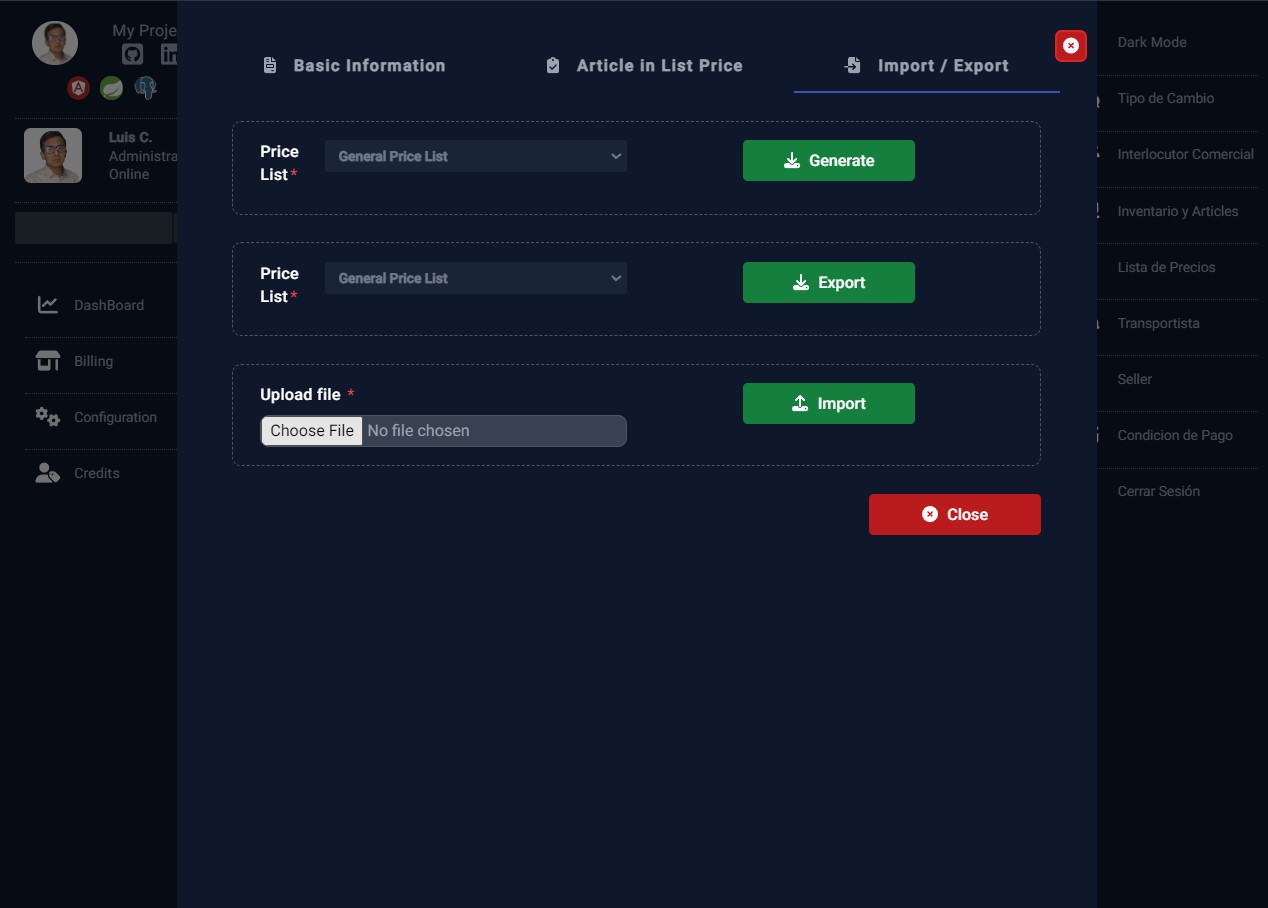 My Proje
Luis C.
Administra
Online
DashBoard
Billing
Configuration
Credits
Basic Information
Article in List Price
Import / Export
Price
List*
General Price List
Generate
Price
List*
General Price List
Export
Upload file *
Choose File No file chosen
Import
Close
Dark Mode
Tipo de Cambio
Interlocutor Comercial
Inventario y Articles
Lista de Precios
Transportista
Seller
Condicion de Pago
Cerrar Sesión